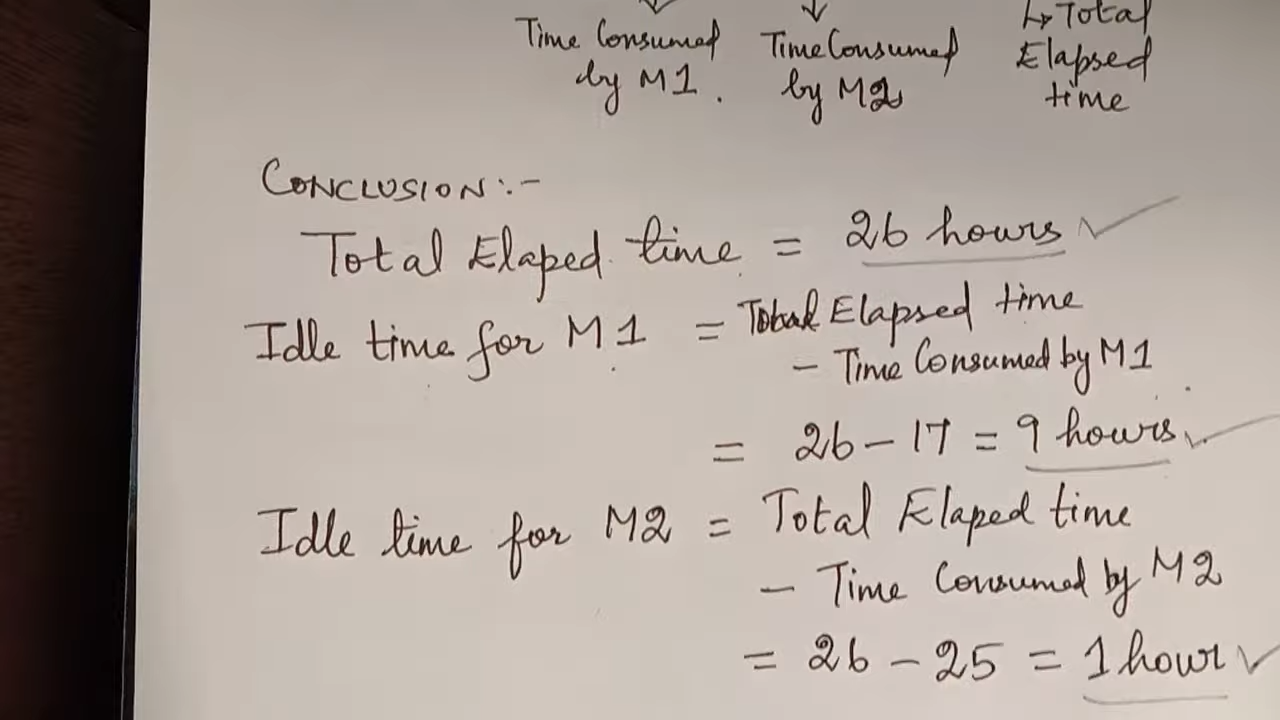 Time Consumed by M1.
Time Consumed by M2
↳ Total Elapsed time
CONCLUSION:-
Total Elaped time = 26 hours ✓
Idle time for M1 = Total Elapsed time
- Time Consumed by M1
= 26 - 17 = 9 hours ✓
Idle time for M2 = Total Elaped time
- Time Consumed by M2
= 26 - 25 = 1 hour ✓